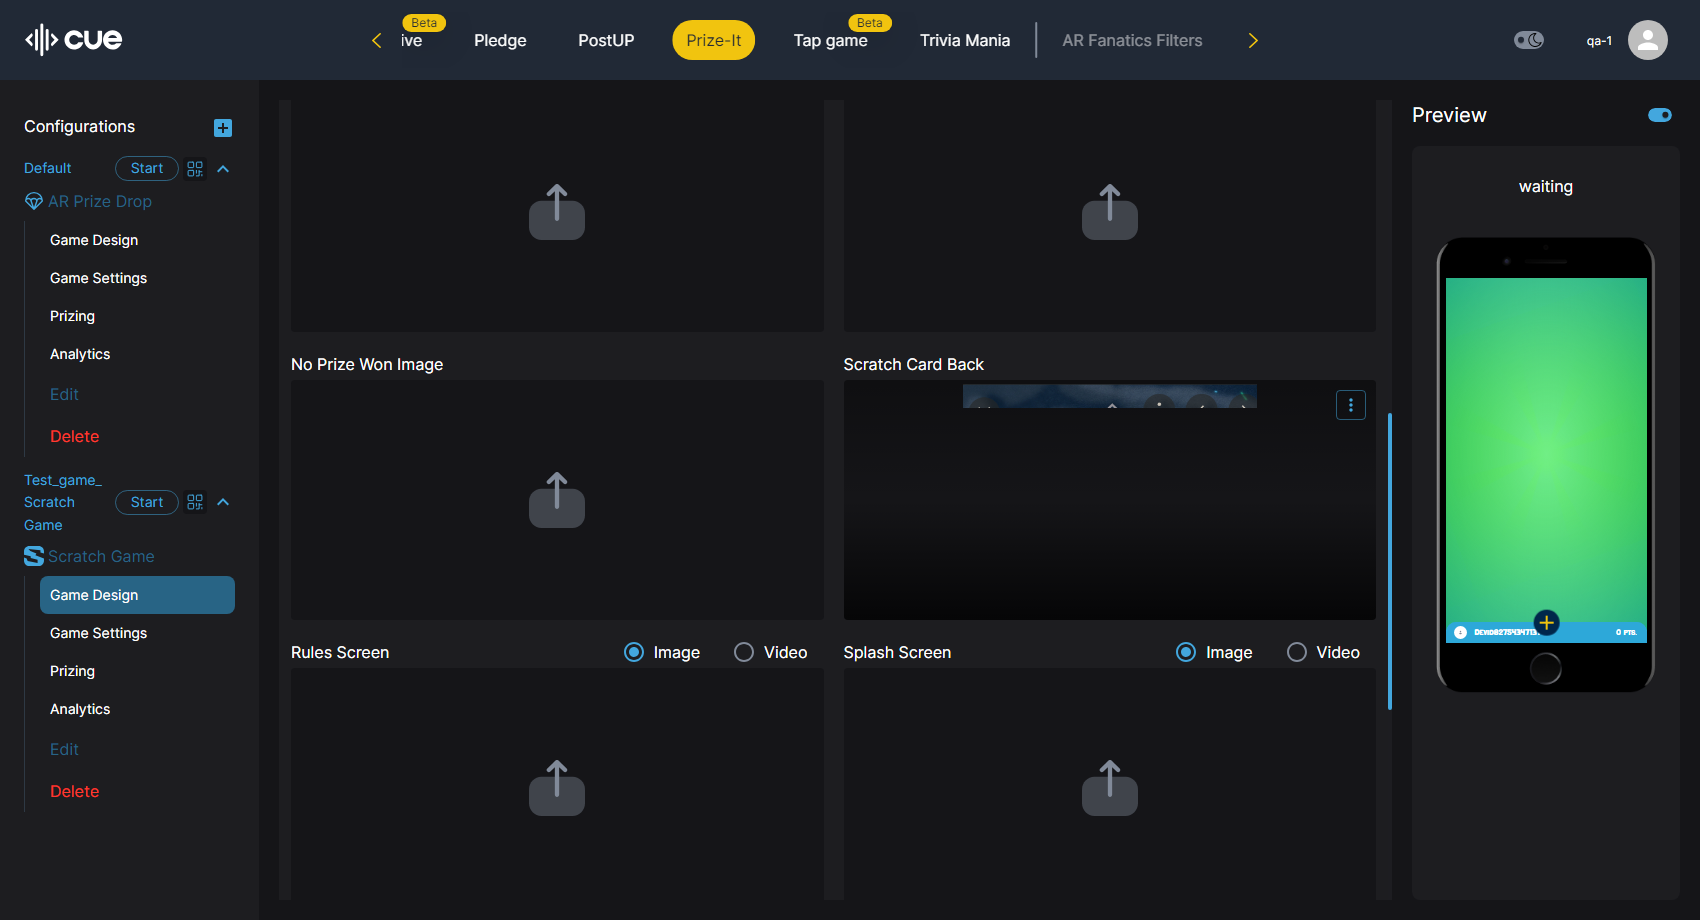 cue
Beta
Beta
ive
Pledge
PostUP
Prize-It
Tap game
Trivia Mania
AR Fanatics Filters
qa-1
Configurations
Default
Start
AR Prize Drop
Game Design
Game Settings
Prizing
Analytics
Edit
Delete
Test_game_
Scratch
Game
Start
Scratch Game
Game Design
Game Settings
Prizing
Analytics
Edit
Delete
No Prize Won Image
Scratch Card Back
Rules Screen
Image
Video
Splash Screen
Image
Video
Preview
waiting
0 PTS.